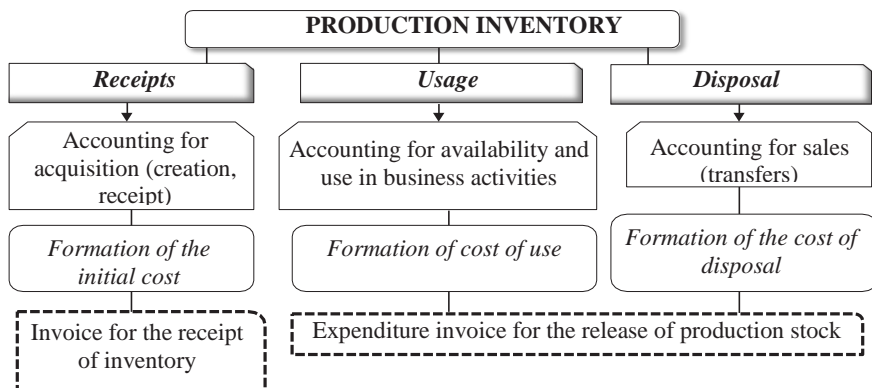 PRODUCTION INVENTORY
Receipts
Usage
Disposal
Accounting for
acquisition (creation,
receipt)
Accounting for availability and
use in business activities
Accounting for sales
(transfers)
Formation of the
initial cost
Formation of cost of use
Formation of the cost of
disposal
Invoice for the receipt
of inventory
Expenditure invoice for the release of production stock